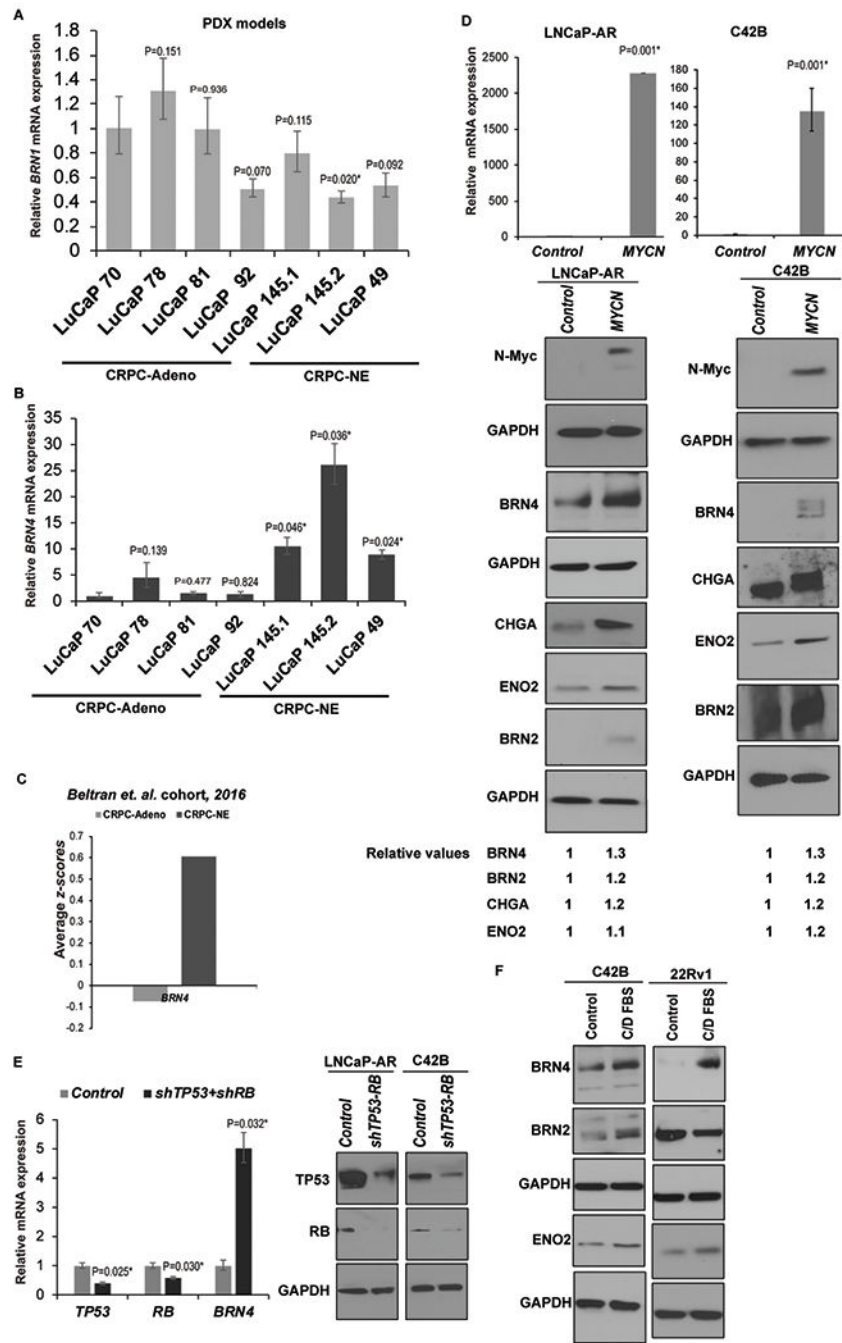 A
PDX models
Relative BRN1 mRNA expression
1.8
1.6
1.4
1.2
1
0.8
0.6
0.4
0.2
0
P=0.151
P=0.936
P=0.070
P=0.115
P=0.020*
P=0.092
LuCaP 70
LuCaP 78
LuCaP 81
LuCaP 92
LuCaP 145.1
LuCaP 145.2
LuCaP 49
CRPC-Adeno
CRPC-NE
B
Relative BRN4 mRNA expression
35
30
25
20
15
10
5
0
P=0.139
P=0.477
P=0.824
P=0.046*
P=0.036*
P=0.024*
LuCaP 70
LuCaP 78
LuCaP 81
LuCaP 92
LuCaP 145.1
LuCaP 145.2
LuCaP 49
CRPC-Adeno
CRPC-NE
C
Beltran et. al. cohort, 2016
CRPC-Adeno
CRPC-NE
Average z-scores
0.7
0.6
0.5
0.4
0.3
0.2
0.1
0
-0.1
-0.2
BRN4
D
LNCaP-AR
C42B
Relative mRNA expression
2500
2000
1500
1000
500
0
P=0.001*
Control
MYCN
180
160
140
120
100
80
60
40
20
0
P=0.001*
Control
MYCN
LNCaP-AR
Control
MYCN
N-Myc
GAPDH
BRN4
GAPDH
CHGA
ENO2
BRN2
GAPDH
C42B
Control
MYCN
N-Myc
GAPDH
BRN4
CHGA
ENO2
BRN2
GAPDH
Relative values
BRN4 1 1.3 1 1.3
BRN2 1 1.2 1 1.2
CHGA 1 1.2 1 1.2
ENO2 1 1.1 1 1.2
E
Control
shTP53+shRB
Relative mRNA expression
6
5
4
3
2
1
0
P=0.025*
P=0.030*
P=0.032*
TP53
RB
BRN4
LNCaP-AR
C42B
Control
shTP53-RB
Control
shTP53-RB
TP53
RB
GAPDH
F
C42B
22Rv1
Control
C/D FBS
Control
C/D FBS
BRN4
BRN2
GAPDH
ENO2
GAPDH